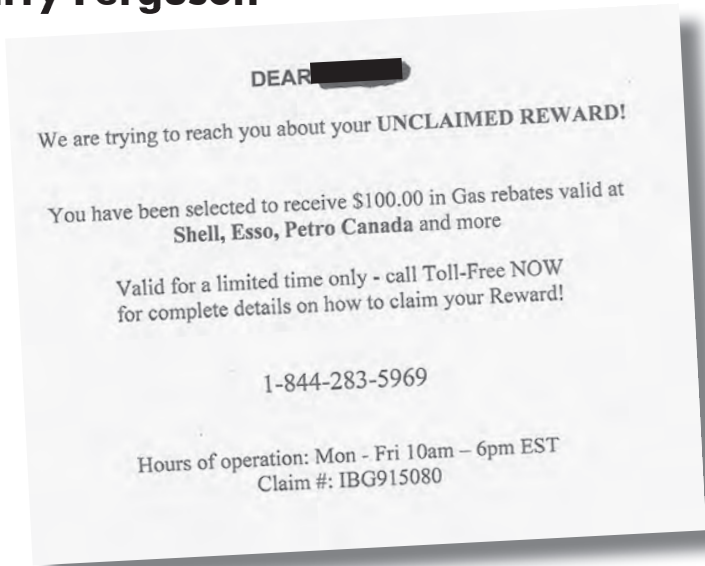 Ferguson
DEAR
We are trying to reach you about your UNCLAIMED REWARD!
You have been selected to receive $100.00 in Gas rebates valid at
Shell, Esso, Petro Canada and more
Valid for a limited time only - call Toll-Free NOW
for complete details on how to claim your Reward!
1-844-283-5969
Hours of operation: Mon - Fri 10am – 6pm EST
Claim #: IBG915080